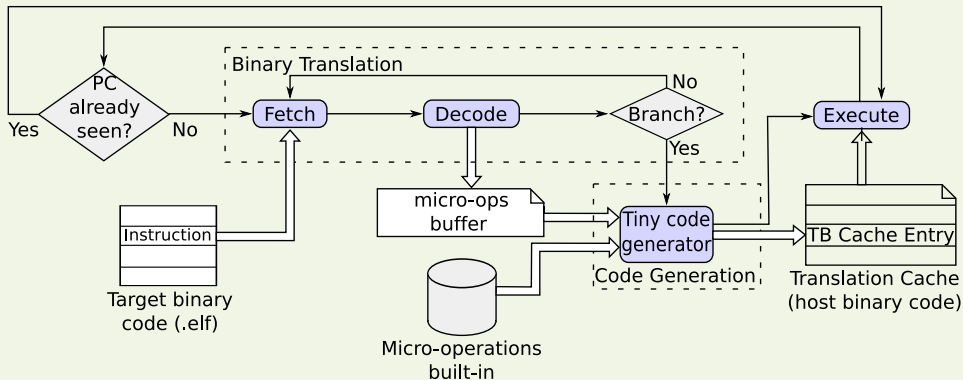 Binary Translation
PC
already
seen?
Yes
No
Fetch
Decode
Branch?
No
Yes
Execute
Instruction
Target binary
code (.elf)
micro-ops
buffer
Micro-operations
built-in
Tiny code
generator
Code Generation
TB Cache Entry
Translation Cache
(host binary code)